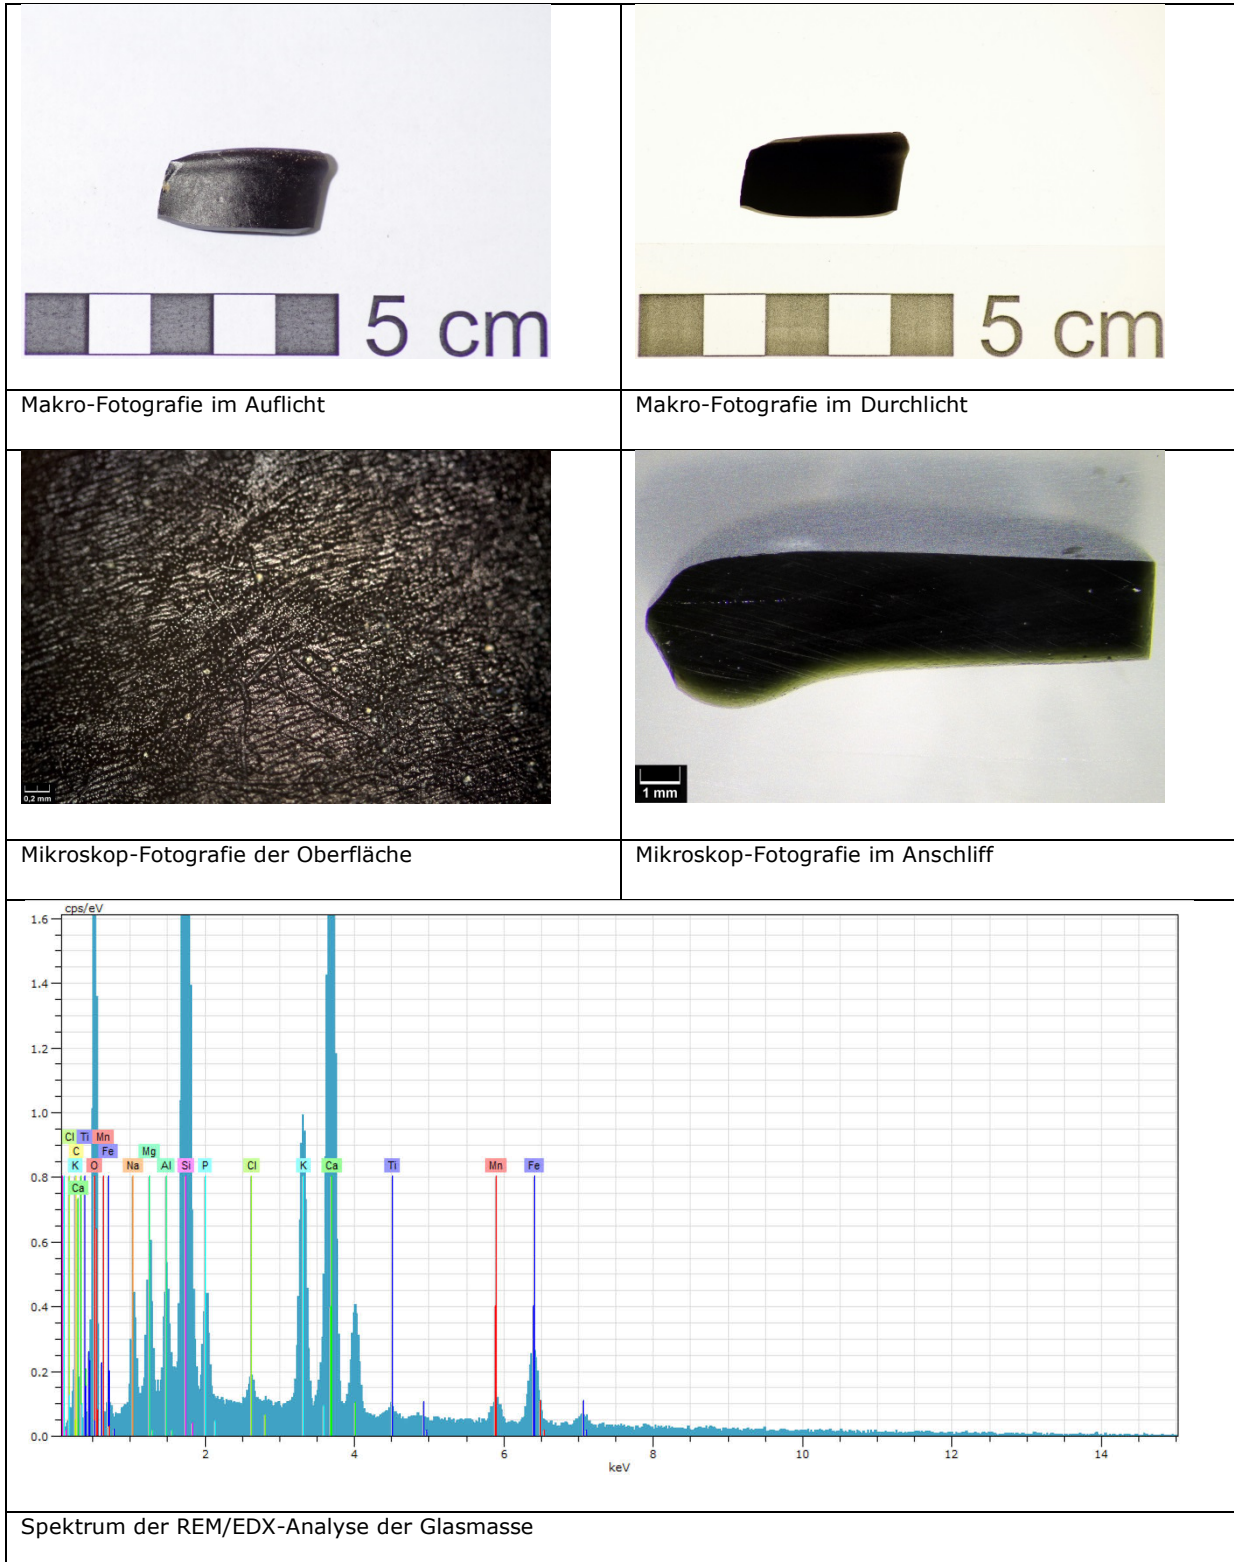 5 cm
5 cm
Makro-Fotografie im Auflicht
Makro-Fotografie im Durchlicht
0,2 mm
1 mm
Mikroskop-Fotografie der Oberfläche
Mikroskop-Fotografie im Anschliff
cps/eV
1.6
1.4
1.2
1.0
Cl Ti Mn
C Fe Mg
K O Na Al Si P Cl K Ca Ti Mn Fe
0.8
Ca
0.6
0.4
0.2
0.0
2 4 6 8 10 12 14
keV
Spektrum der REM/EDX-Analyse der Glasmasse